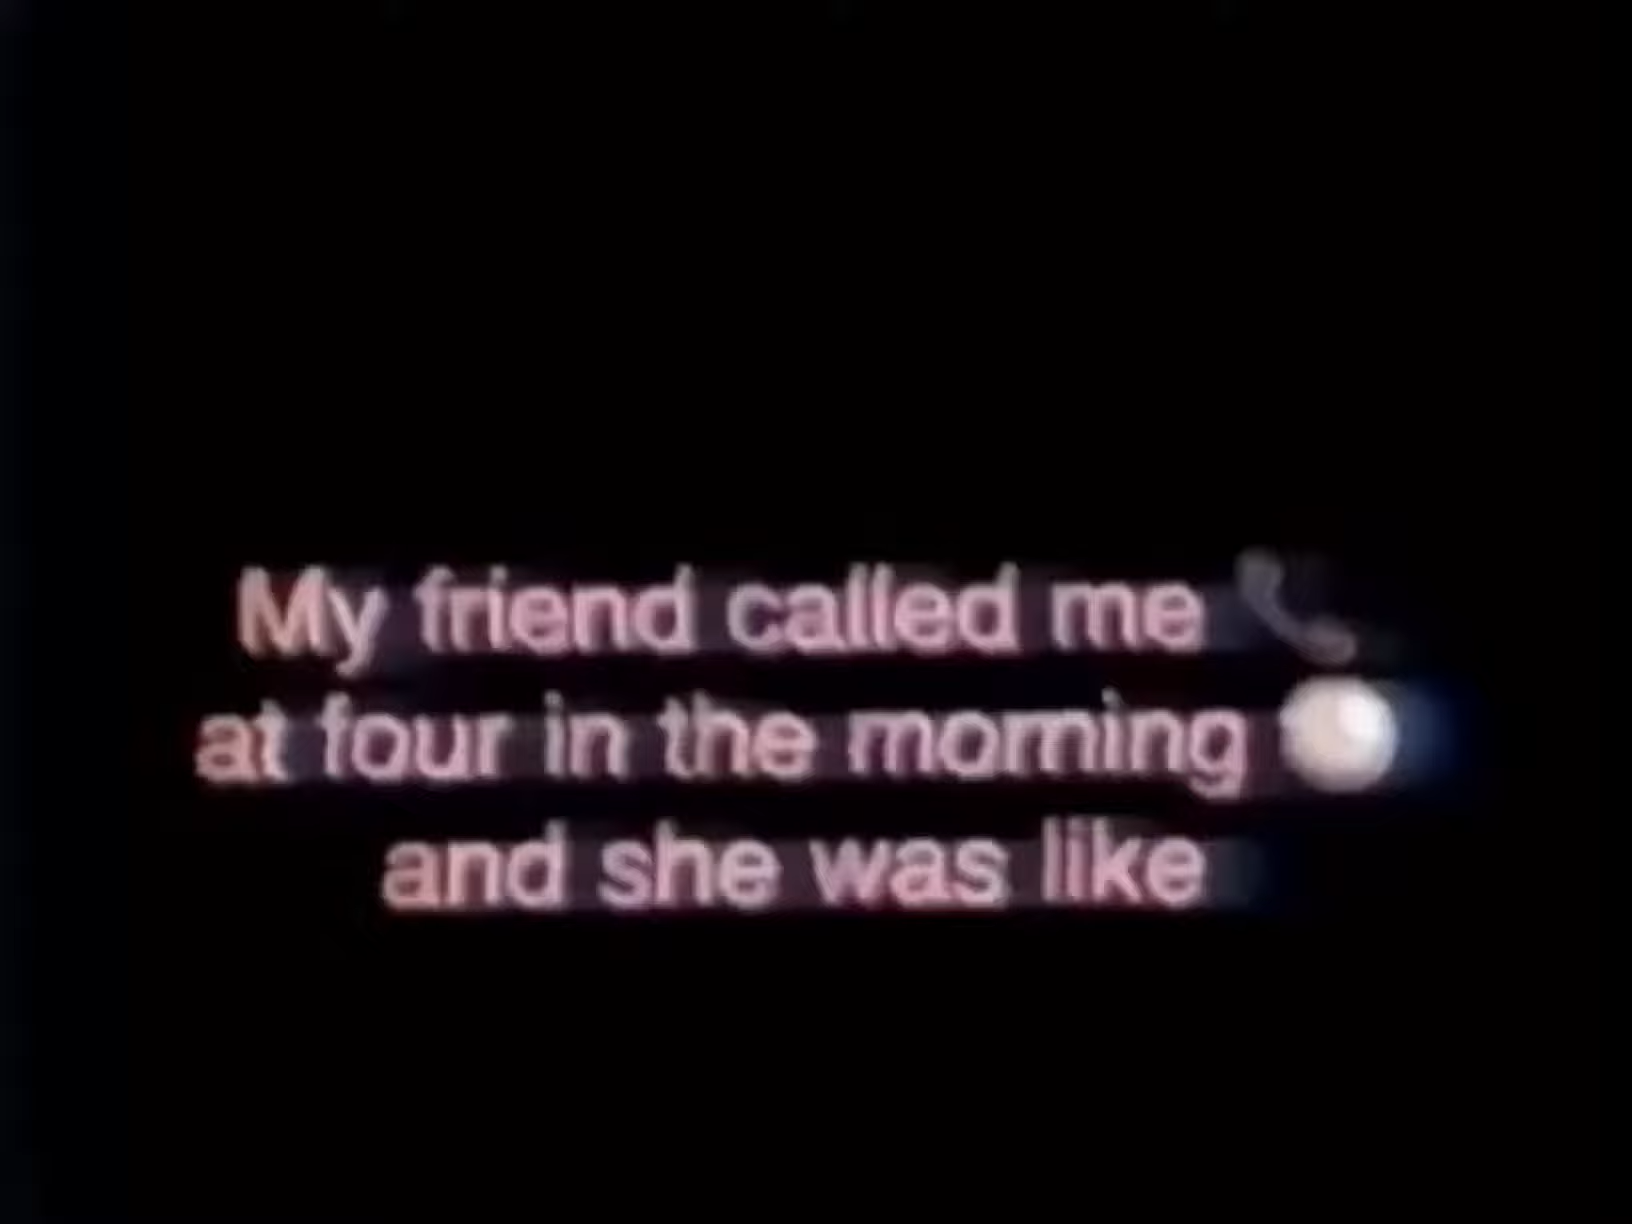 My friend called me 📞
at four in the morning 🕓
and she was like